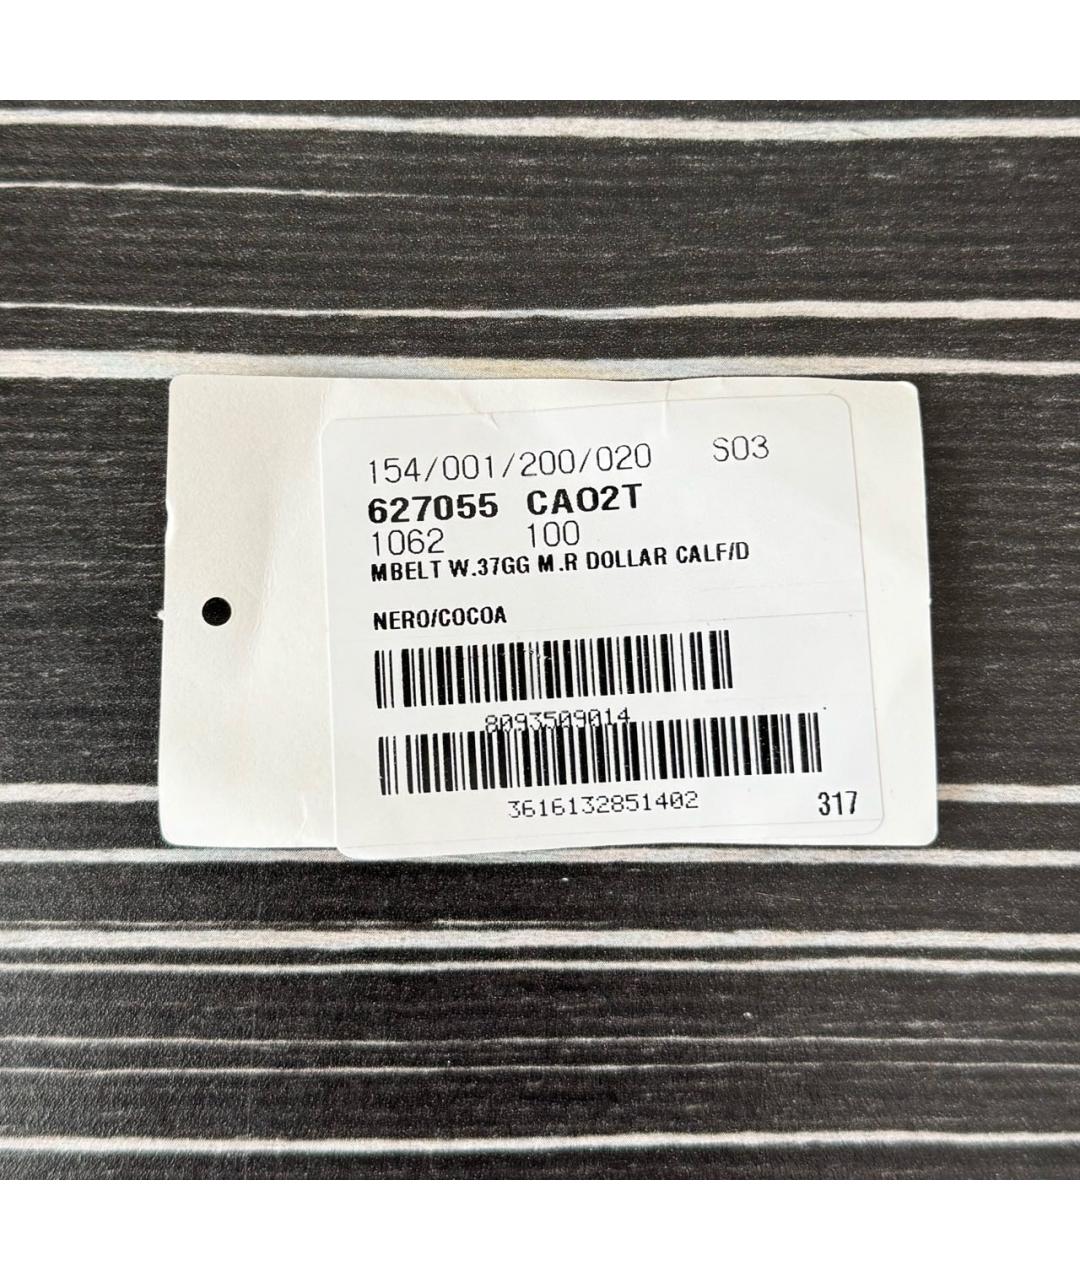 154/001/200/020 S03
627055 CAO2T
1062 100
MBELT W.37GG M.R DOLLAR CALF/D
NERO/COCOA
8093509014
3616132851402
317